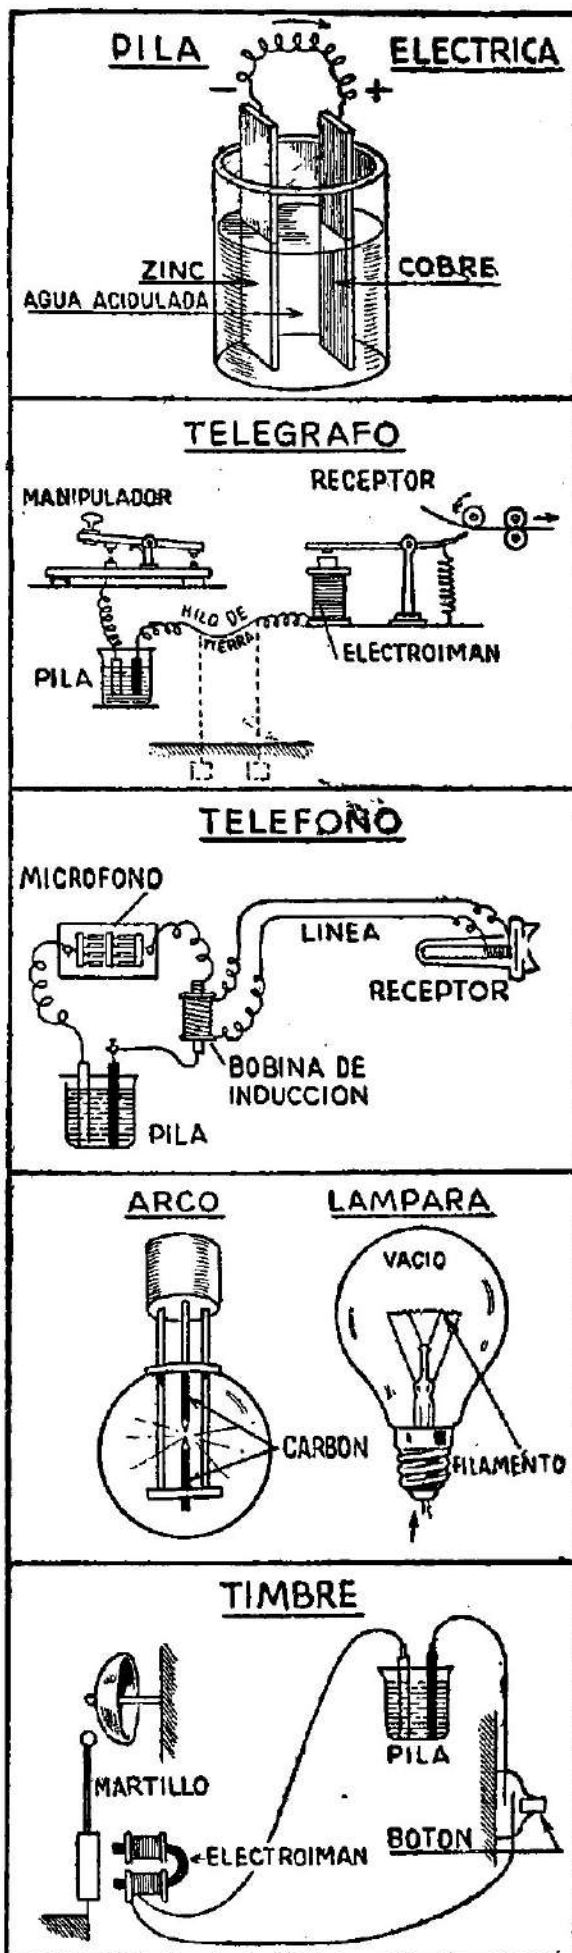 PILA ELECTRICA
- +
ZINC COBRE
AGUA ACIDULADA
TELEGRAFO
RECEPTOR
MANIPULADOR
HILO DE
TIERRA
ELECTROIMAN
PILA
TELEFONO
MICROFONO
LINEA
RECEPTOR
BOBINA DE
INDUCCION
PILA
ARCO LAMPARA
VACIO
CARBON
FILAMENTO
TIMBRE
PILA
MARTILLO
BOTON
ELECTROIMAN